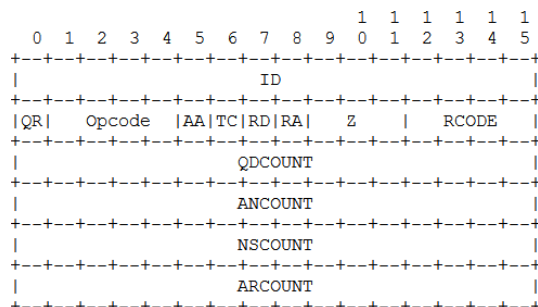 1  1  1  1  1  1
  0  1  2  3  4  5  6  7  8  9  0  1  2  3  4  5
+--+--+--+--+--+--+--+--+--+--+--+--+--+--+--+--+
|                      ID                       |
+--+--+--+--+--+--+--+--+--+--+--+--+--+--+--+--+
|QR|   Opcode  |AA|TC|RD|RA|   Z    |   RCODE   |
+--+--+--+--+--+--+--+--+--+--+--+--+--+--+--+--+
|                    QDCOUNT                    |
+--+--+--+--+--+--+--+--+--+--+--+--+--+--+--+--+
|                    ANCOUNT                    |
+--+--+--+--+--+--+--+--+--+--+--+--+--+--+--+--+
|                    NSCOUNT                    |
+--+--+--+--+--+--+--+--+--+--+--+--+--+--+--+--+
|                    ARCOUNT                    |
+--+--+--+--+--+--+--+--+--+--+--+--+--+--+--+--+